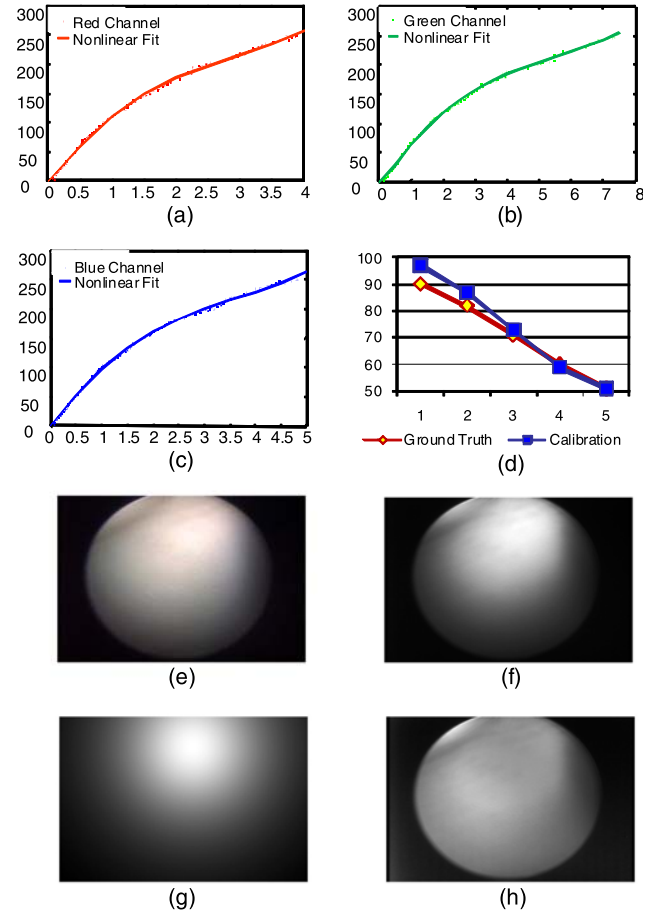 300
250
200
150
100
50
0
Red Channel
Nonlinear Fit
0 0.5 1 1.5 2 2.5 3 3.5 4
(a)
300
250
200
150
100
50
0
Green Channel
Nonlinear Fit
0 1 2 3 4 5 6 7 8
(b)
300
250
200
150
100
50
0
Blue Channel
Nonlinear Fit
0 0.5 1 1.5 2 2.5 3 3.5 4 4.5 5
(c)
100
90
80
70
60
50
1 2 3 4 5
Ground Truth Calibration
(d)
(e)
(f)
(g)
(h)